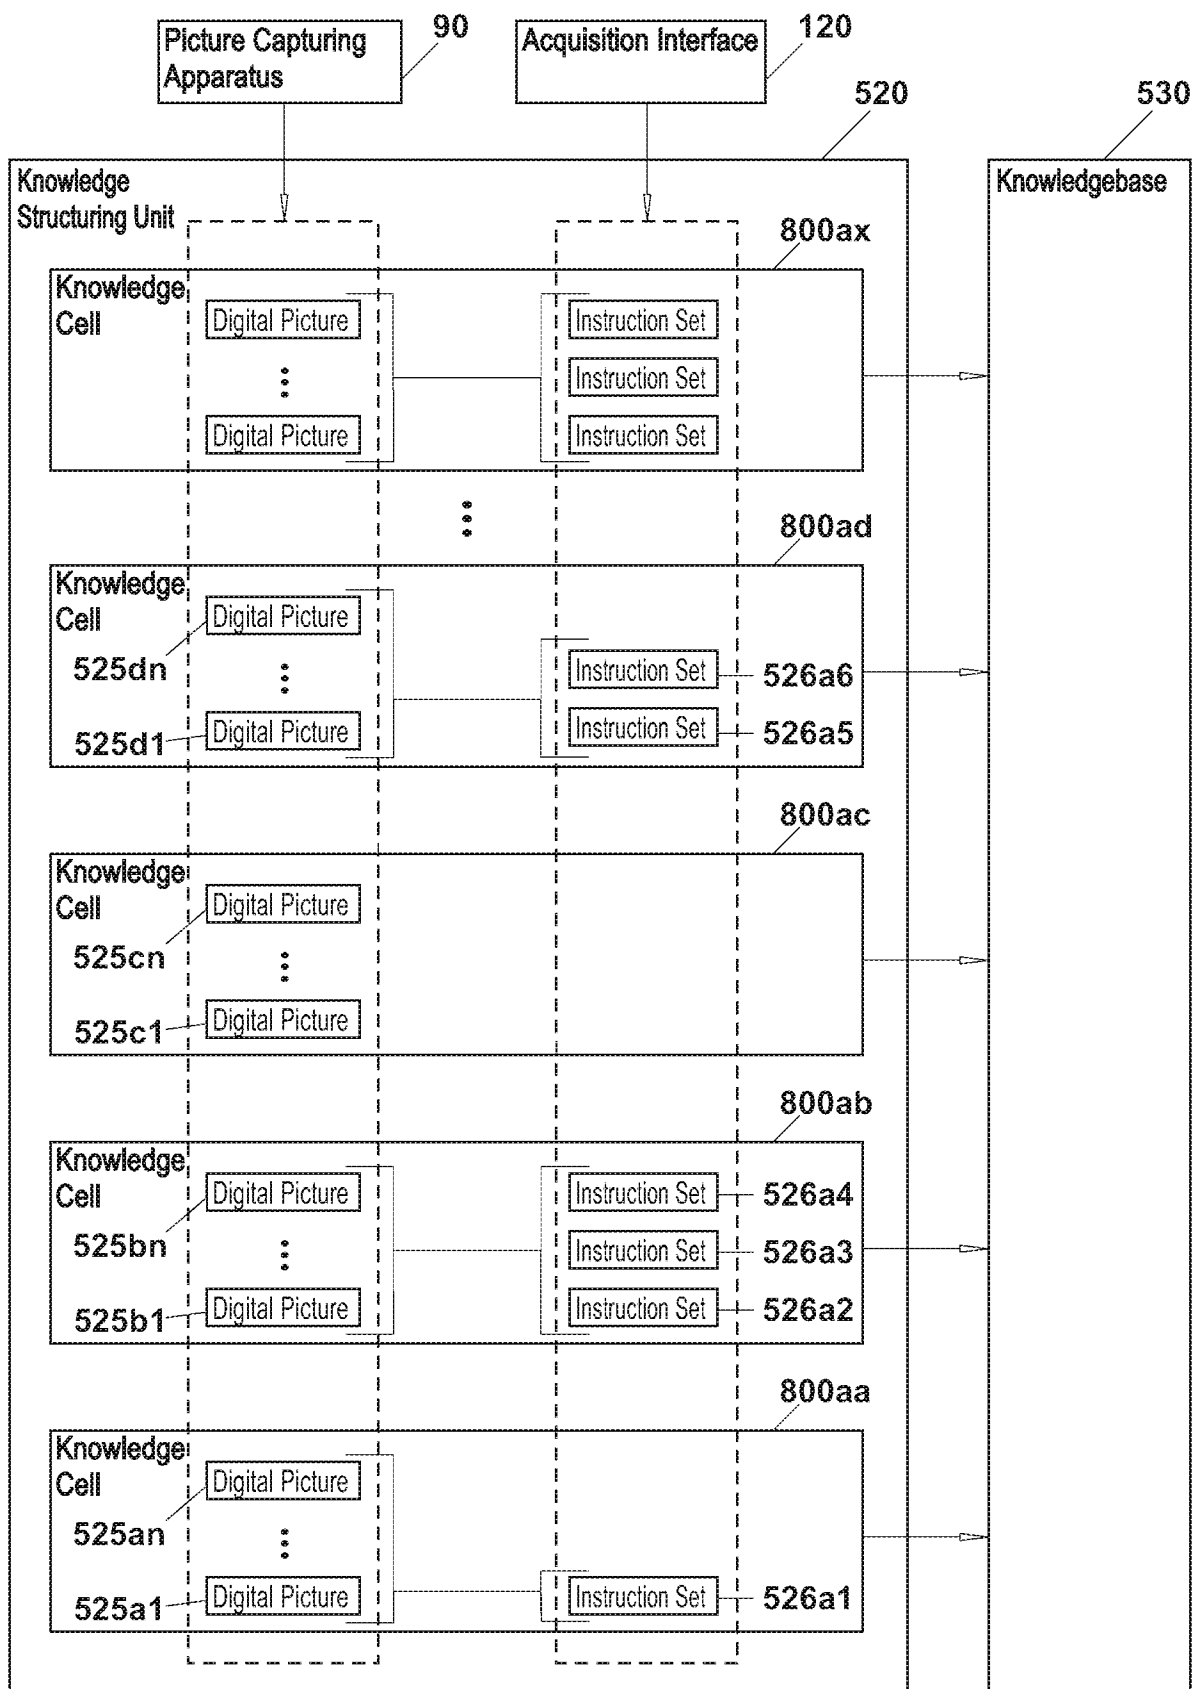 Picture Capturing
Apparatus
90
Acquisition Interface
120
520
530
Knowledge
Structuring Unit
Knowledgebase
800ax
Knowledge
Cell
Digital Picture
Instruction Set
Instruction Set
Digital Picture
Instruction Set
800ad
Knowledge
Cell
Digital Picture
525dn
Instruction Set
526a6
Digital Picture
525d1
Instruction Set
526a5
800ac
Knowledge
Cell
Digital Picture
525cn
Digital Picture
525c1
800ab
Knowledge
Cell
Digital Picture
Instruction Set
526a4
525bn
Instruction Set
526a3
Digital Picture
525b1
Instruction Set
526a2
800aa
Knowledge
Cell
Digital Picture
525an
Digital Picture
525a1
Instruction Set
526a1